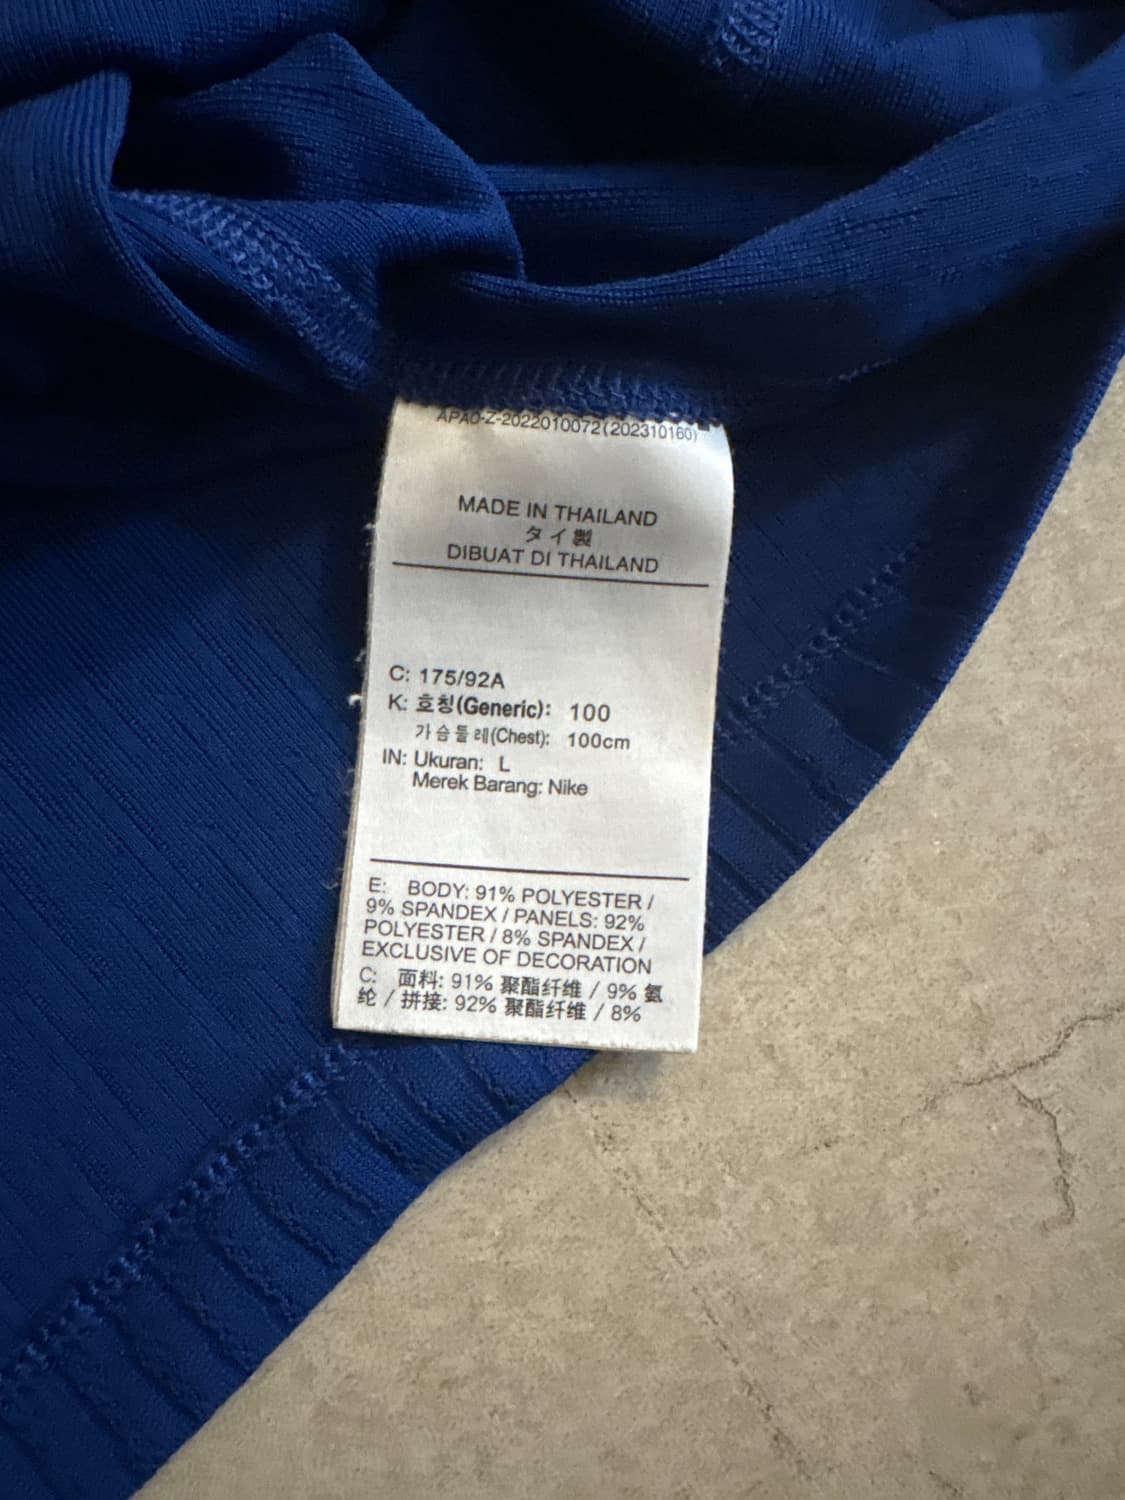 APAO-Z-2022010072(202310160)
MADE IN THAILAND
タイ製
DIBUAT DI THAILAND
C: 175/92A
K: 호칭(Generic): 100
가슴둘레(Chest): 100cm
IN: Ukuran: L
Merek Barang: Nike
E: BODY: 91% POLYESTER /
9% SPANDEX / PANELS: 92%
POLYESTER / 8% SPANDEX /
EXCLUSIVE OF DECORATION
C: 面料: 91% 聚酯纤维 / 9% 氨
纶 / 拼接: 92% 聚酯纤维 / 8%